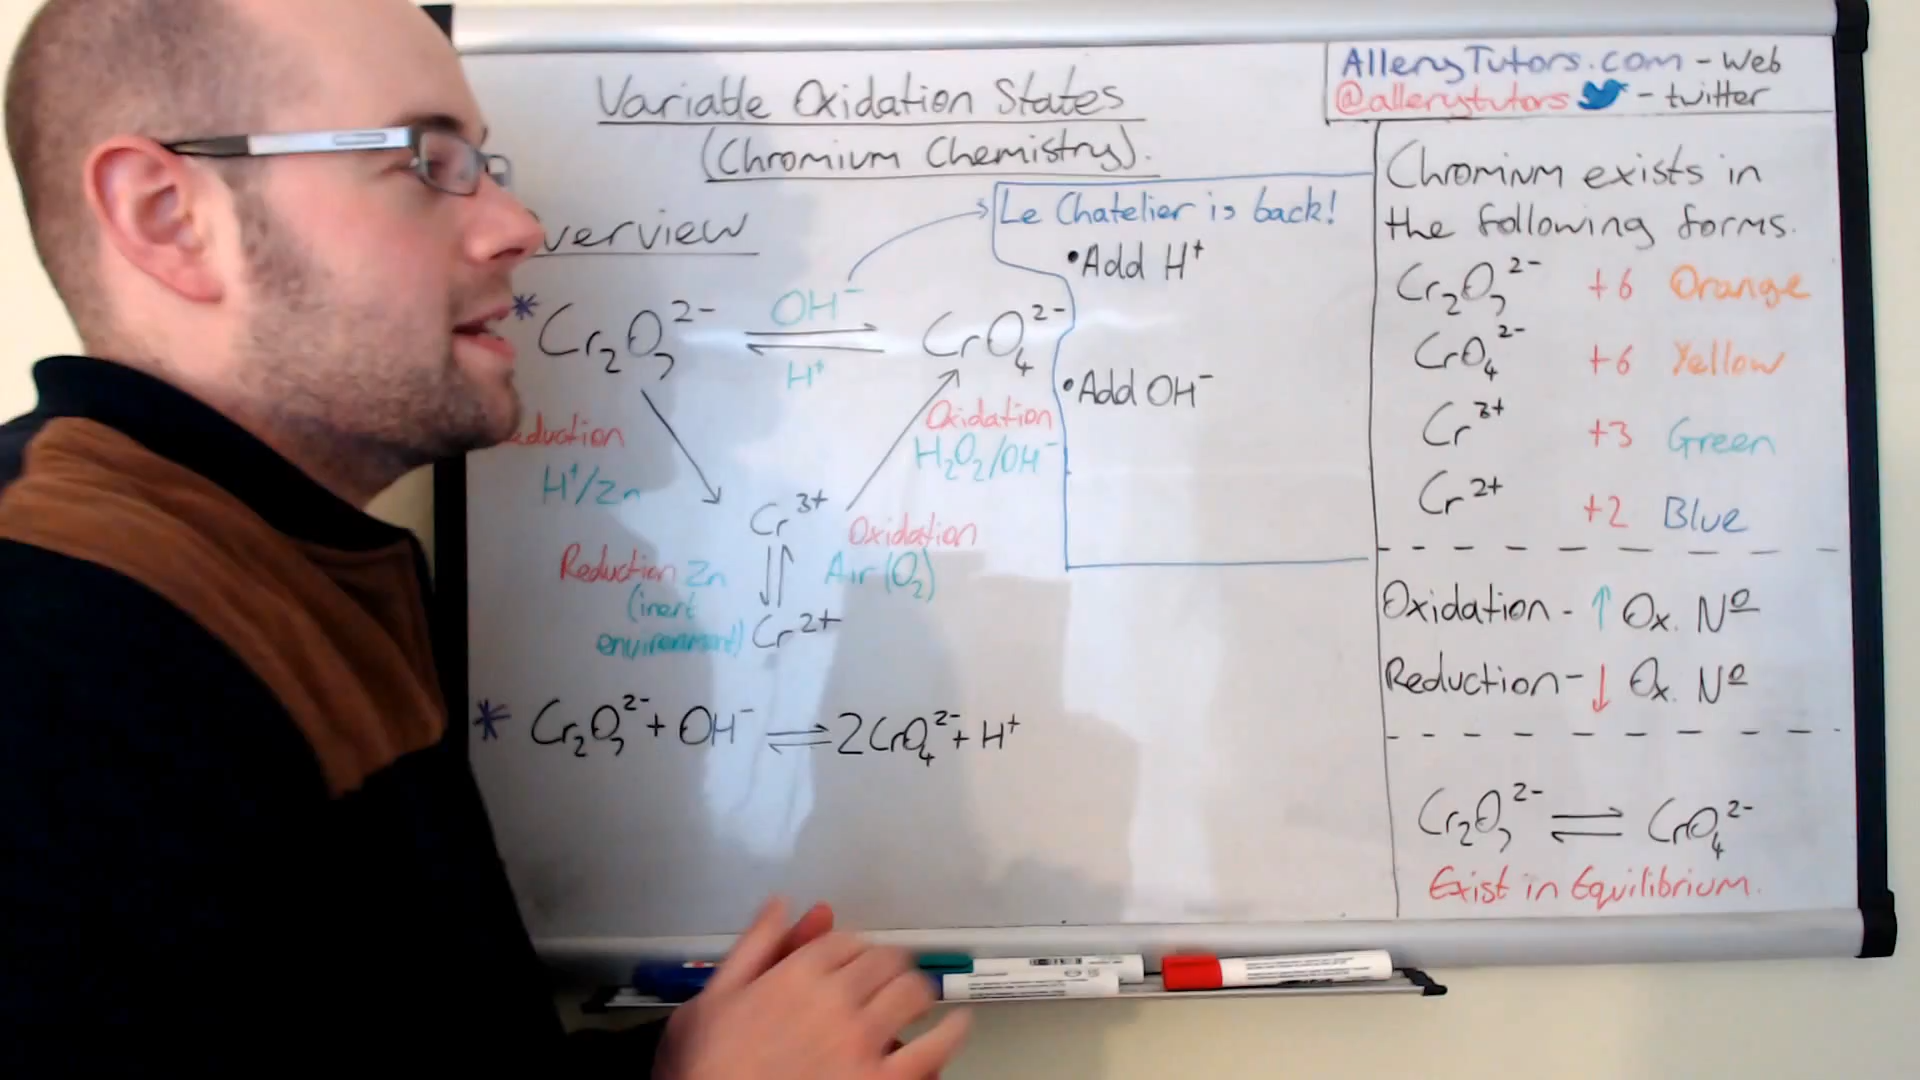 Variable Oxidation States
(Chromium Chemistry).
AlleryTutors.com - Web
@allerytutors - twitter
verview
Le Chatelier is back!
•Add H⁺
•Add OH⁻
*Cr₂O₇²⁻ ⇌ CrO₄²⁻
OH⁻
H⁺
eduction
H⁺/Zn
Oxidation
H₂O₂/OH⁻
Cr³⁺
Oxidation
Air (O₂)
Reduction Zn
(inert
environment)
Cr²⁺
* Cr₂O₇²⁻ + OH⁻ ⇌ 2CrO₄²⁻ + H⁺
Chromium exists in
the following forms.
Cr₂O₇²⁻ +6 Orange
CrO₄²⁻ +6 Yellow
Cr³⁺ +3 Green
Cr²⁺ +2 Blue
Oxidation - ↑ Ox. Nº
Reduction - ↓ Ox. Nº
Cr₂O₇²⁻ ⇌ CrO₄²⁻
Exist in Equilibrium.